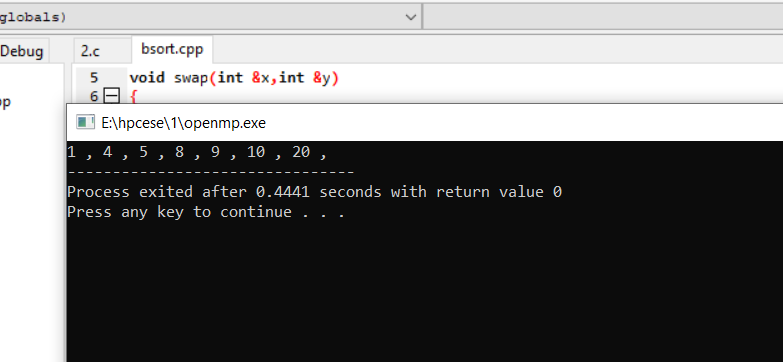 globals)
Debug
2.c
bsort.cpp
5 void swap(int &x,int &y)
6 {
pp
E:\hpcese\1\openmp.exe
1 , 4 , 5 , 8 , 9 , 10 , 20 ,
--------------------------------
Process exited after 0.4441 seconds with return value 0
Press any key to continue . . .